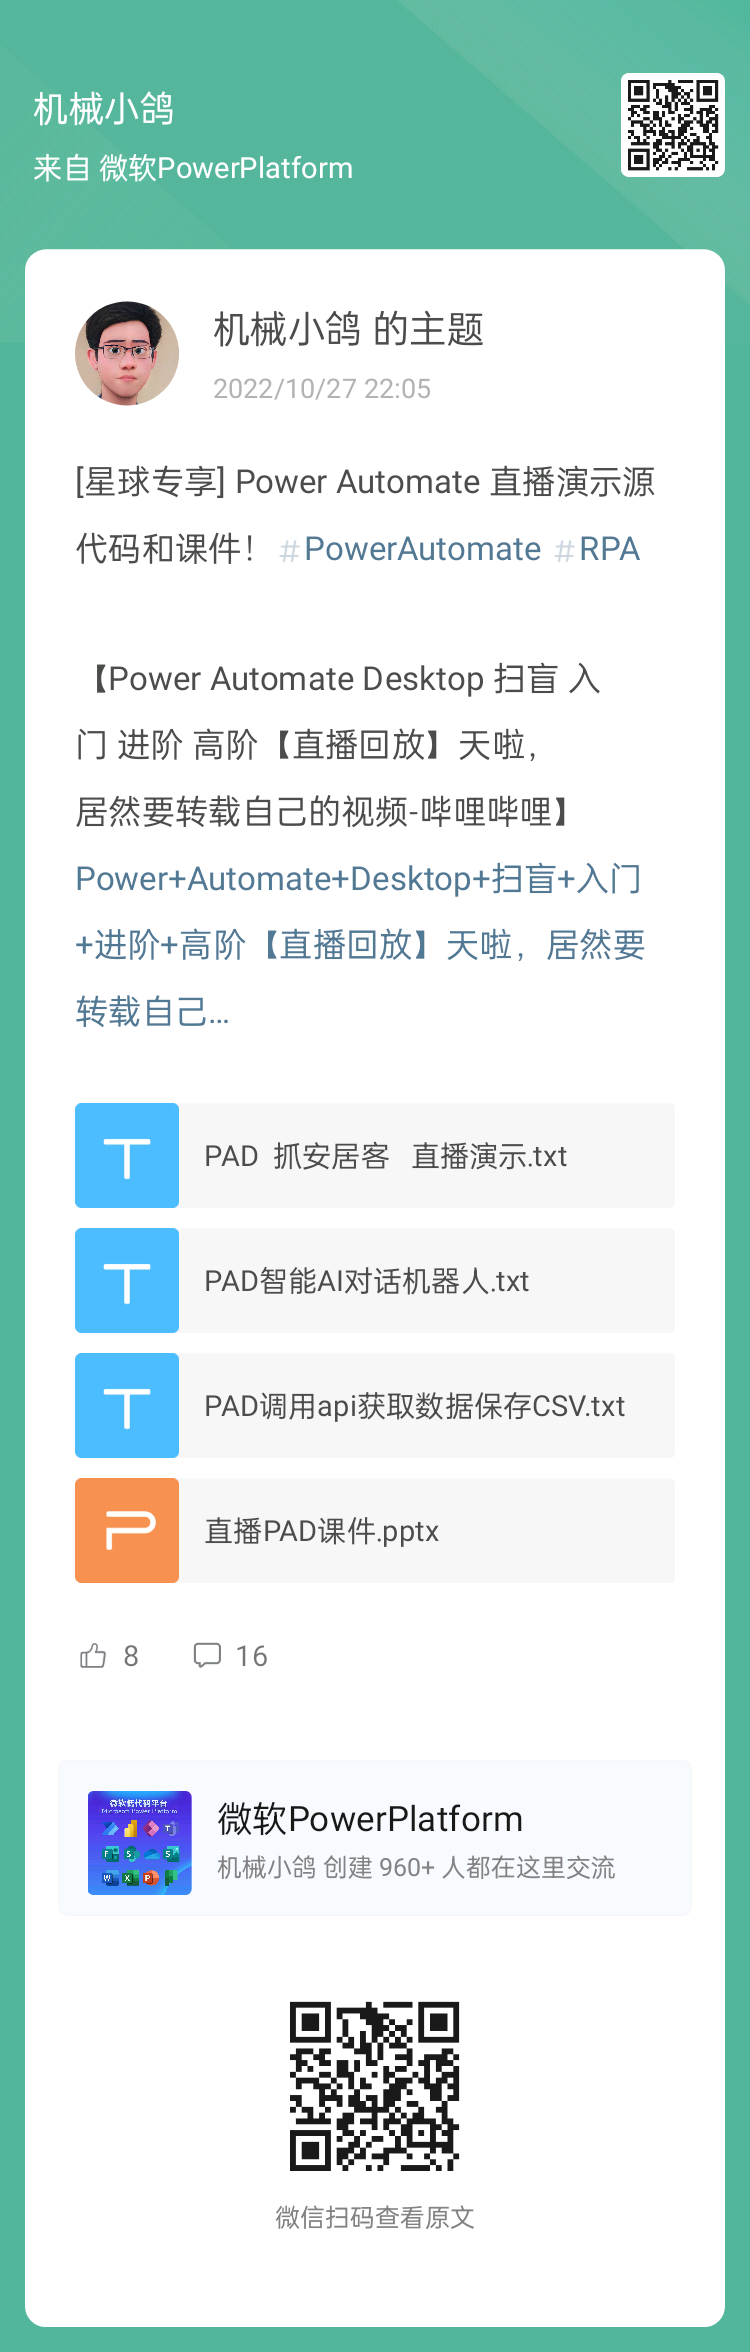 机械小鸽
来自 微软PowerPlatform
机械小鸽 的主题
2022/10/27 22:05
[星球专享] Power Automate 直播演示源
代码和课件！ #PowerAutomate #RPA
【Power Automate Desktop 扫盲 入
门 进阶 高阶【直播回放】天啦，
居然要转载自己的视频-哔哩哔哩】
Power+Automate+Desktop+扫盲+入门
+进阶+高阶【直播回放】天啦，居然要
转载自己...
PAD 抓安居客 直播演示.txt
PAD智能AI对话机器人.txt
PAD调用api获取数据保存CSV.txt
直播PAD课件.pptx
8 16
微软低代码平台
Microsoft Power Platform
微软PowerPlatform
机械小鸽 创建 960+ 人都在这里交流
微信扫码查看原文